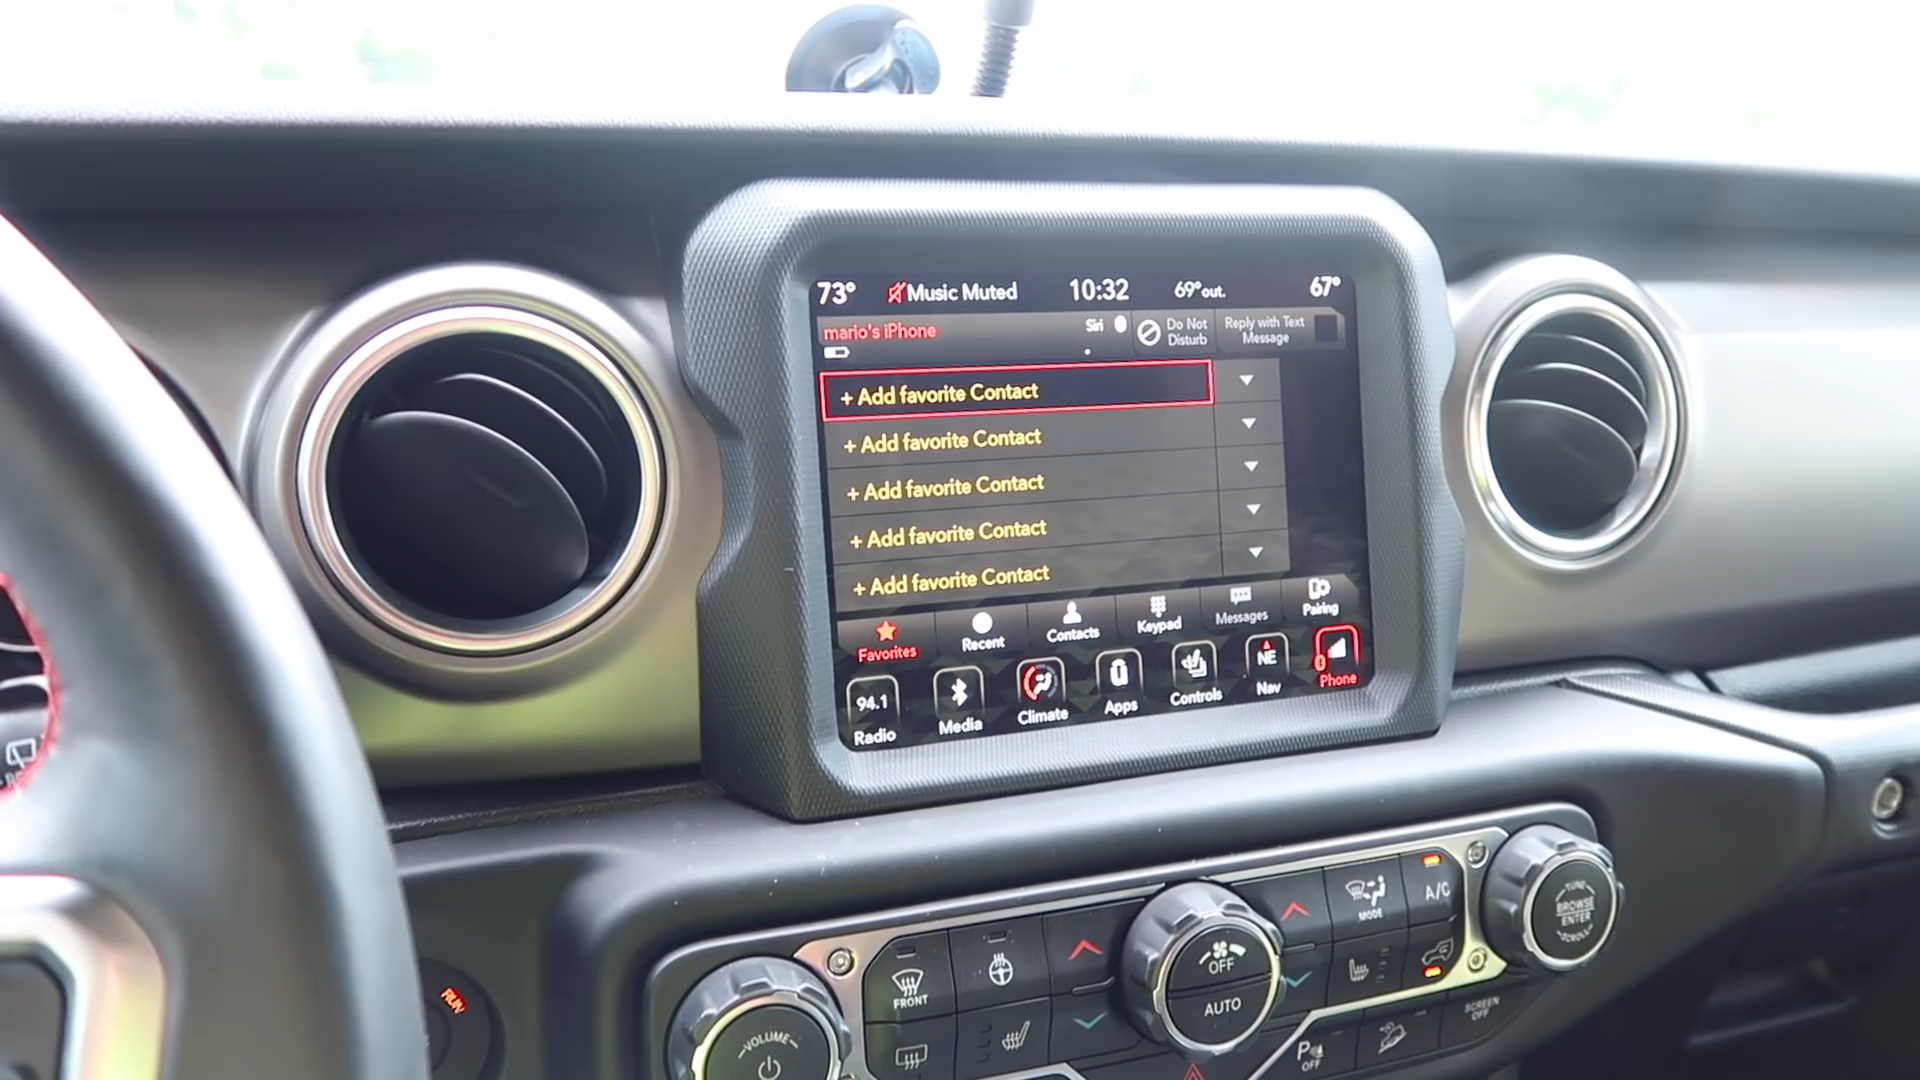 73° Music Muted 10:32 69°out. 67°
mario's iPhone Siri
Do Not
Disturb
Reply with Text
Message
+ Add favorite Contact
+ Add favorite Contact
+ Add favorite Contact
+ Add favorite Contact
+ Add favorite Contact
Favorites Recent Contacts Keypad Messages Pairing
94.1 NE
Radio Media Climate Apps Controls Nav Phone
MODE A/C
TUNE
BROWSE
ENTER
SCROLL
FRONT
OFF
AUTO
RUN
VOLUME
P OFF
SCREEN
OFF